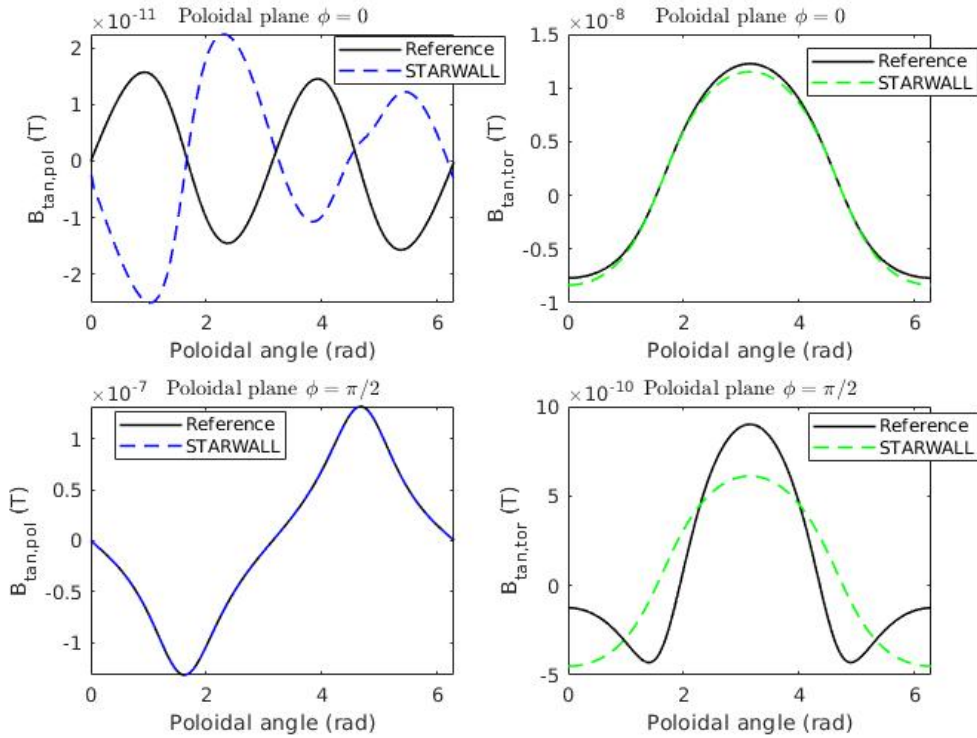 ×10⁻¹¹ Poloidal plane ϕ = 0
2
1
0
-1
-2
B_tan,pol (T)
Reference
STARWALL
0 2 4 6
Poloidal angle (rad)
×10⁻⁸ Poloidal plane ϕ = 0
1.5
1
0.5
0
-0.5
-1
B_tan,tor (T)
Reference
STARWALL
0 2 4 6
Poloidal angle (rad)
×10⁻⁷ Poloidal plane ϕ = π/2
1
0.5
0
-0.5
-1
B_tan,pol (T)
Reference
STARWALL
0 2 4 6
Poloidal angle (rad)
×10⁻¹⁰ Poloidal plane ϕ = π/2
10
5
0
-5
B_tan,tor (T)
Reference
STARWALL
0 2 4 6
Poloidal angle (rad)